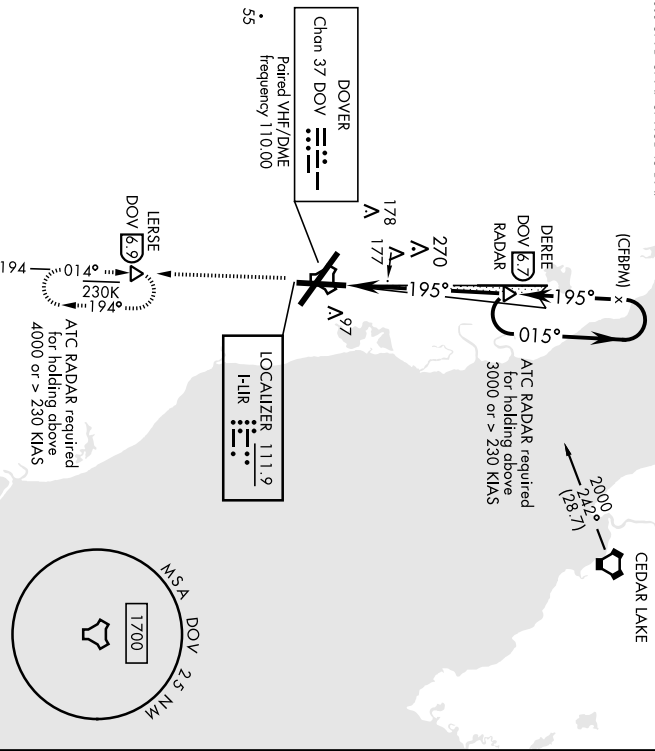 (CFBPM)
x
195°
015°
DEREE
DOV 6.7
RADAR
195°
ATC RADAR required
for holding above
3000 or > 230 KIAS
CEDAR LAKE
2000
242°
(28.7)
270
177
178
97
DOVER
Chan 37 DOV
Paired VHF/DME
frequency 110.00
55
LOCALIZER 111.9
I-LIR
LERSE
DOV 6.9
194
014°
230K
194°
ATC RADAR required
for holding above
4000 or > 230 KIAS
MSA DOV 25 NM
1700